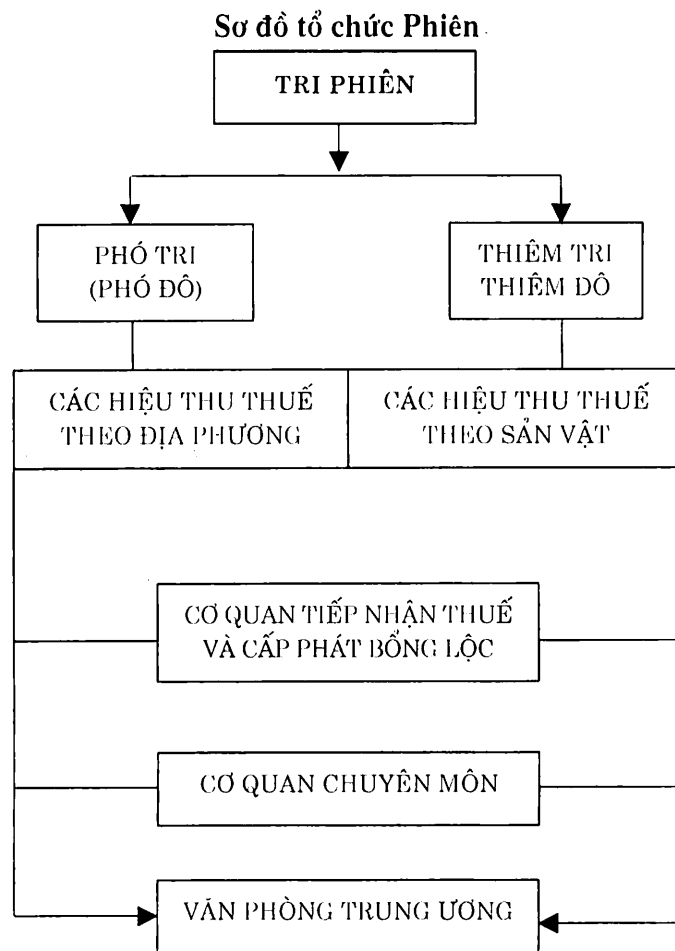 Sơ đồ tổ chức Phiên
TRI PHIÊN
PHÓ TRI
(PHÓ ĐÔ)
THIÊM TRI
THIÊM DÔ
CÁC HIỆU THU THUẾ
THEO ĐỊA PHƯƠNG
CÁC HIỆU THU THUẾ
THEO SẢN VẬT
CƠ QUAN TIẾP NHẬN THUẾ
VÀ CẤP PHÁT BỔNG LỘC
CƠ QUAN CHUYÊN MÔN
VĂN PHÒNG TRUNG ƯƠNG